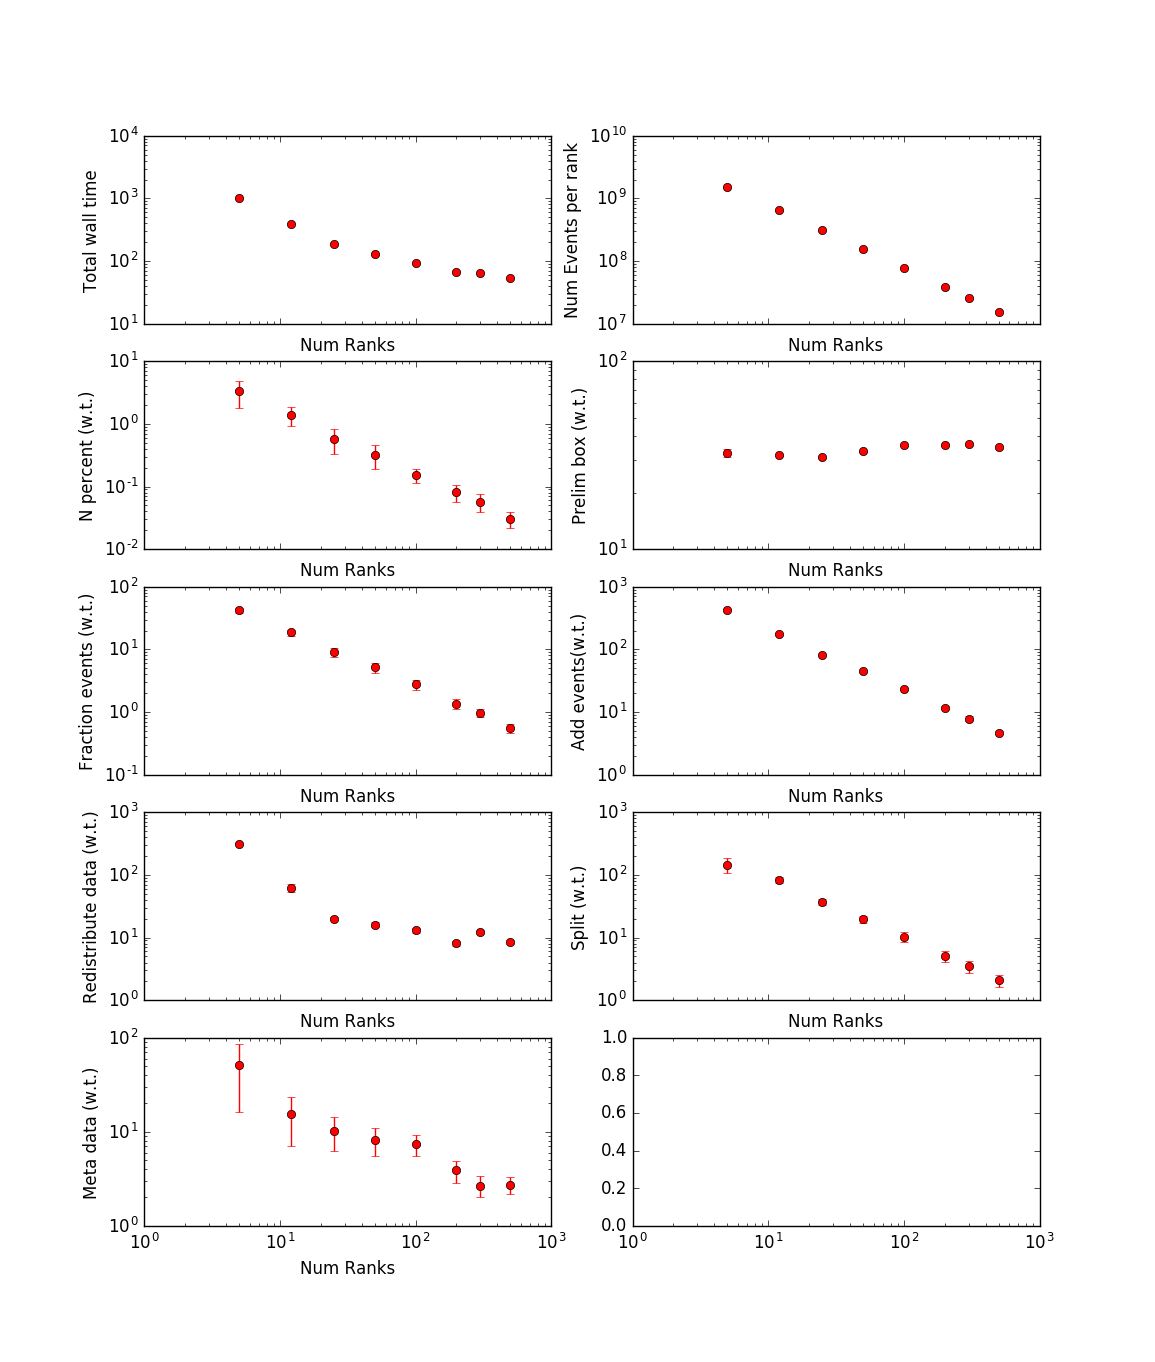 10^4
10^3
10^2
10^1
Total wall time
Num Ranks
10^10
10^9
10^8
10^7
Num Events per rank
Num Ranks
10^1
10^0
10^-1
10^-2
N percent (w.t.)
Num Ranks
10^2
10^1
Prelim box (w.t.)
Num Ranks
10^2
10^1
10^0
10^-1
Fraction events (w.t.)
Num Ranks
10^3
10^2
10^1
10^0
Add events(w.t.)
Num Ranks
10^3
10^2
10^1
10^0
Redistribute data (w.t.)
Num Ranks
10^3
10^2
10^1
10^0
Split (w.t.)
Num Ranks
10^2
10^1
10^0
Meta data (w.t.)
10^0 10^1 10^2 10^3
Num Ranks
1.0
0.8
0.6
0.4
0.2
0.0
10^0 10^1 10^2 10^3